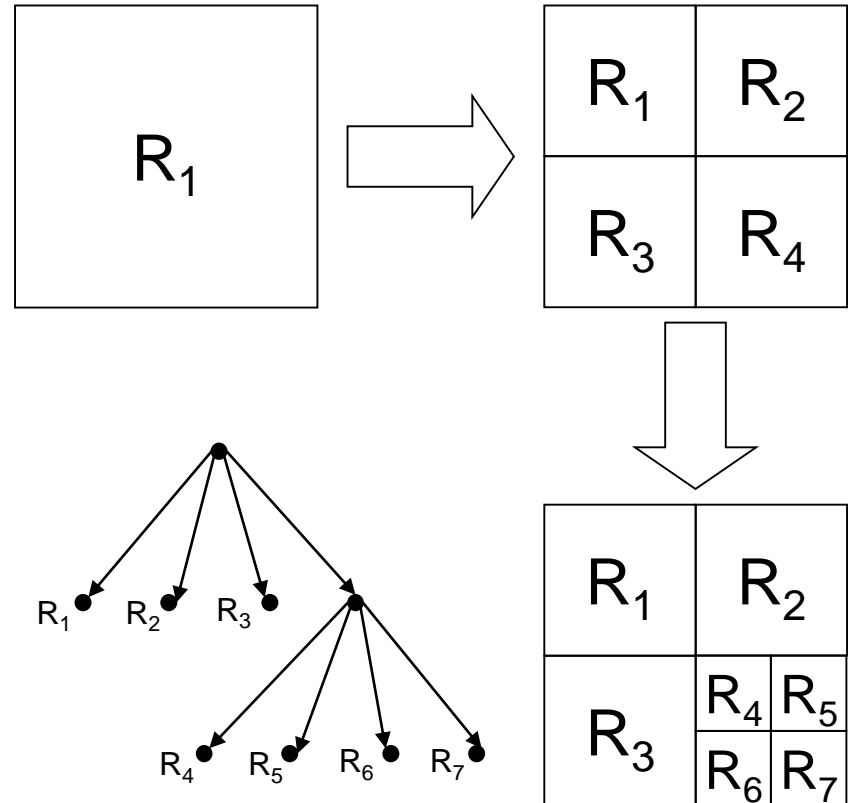 R₁
R₁ R₂
R₃ R₄
R₁ R₂ R₃
R₄ R₅ R₆ R₇
R₁ R₂
R₄ R₅
R₃
R₆ R₇